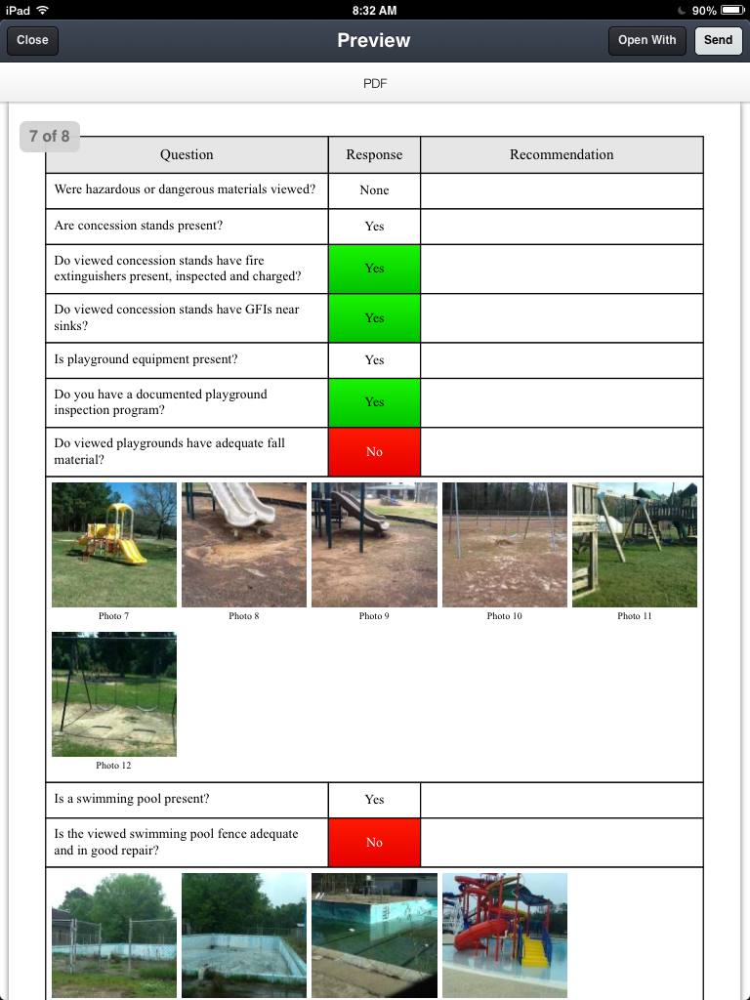 iPad 8:32 AM 90%
Close Preview Open With Send
PDF
7 of 8
Question Response Recommendation
Were hazardous or dangerous materials viewed? None
Are concession stands present? Yes
Do viewed concession stands have fire
extinguishers present, inspected and charged? Yes
Do viewed concession stands have GFIs near
sinks? Yes
Is playground equipment present? Yes
Do you have a documented playground
inspection program? Yes
Do viewed playgrounds have adequate fall
material? No
Photo 7 Photo 8 Photo 9 Photo 10 Photo 11
Photo 12
Is a swimming pool present? Yes
Is the viewed swimming pool fence adequate
and in good repair? No